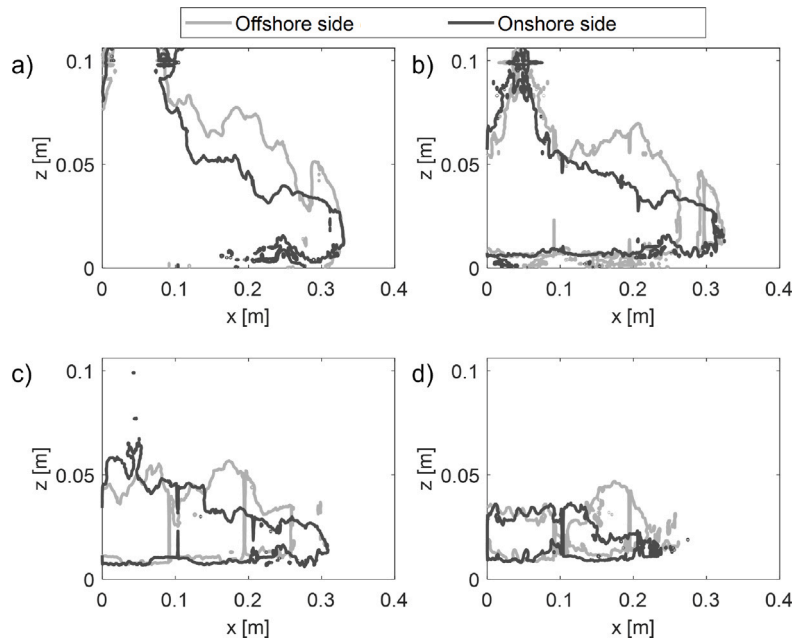 Offshore side Onshore side
a) b)
0.1 0.1
z [m] z [m]
0.05 0.05
0 0
0 0.1 0.2 0.3 0.4 0 0.1 0.2 0.3 0.4
x [m] x [m]
c) d)
0.1 0.1
z [m] z [m]
0.05 0.05
0 0
0 0.1 0.2 0.3 0.4 0 0.1 0.2 0.3 0.4
x [m] x [m]